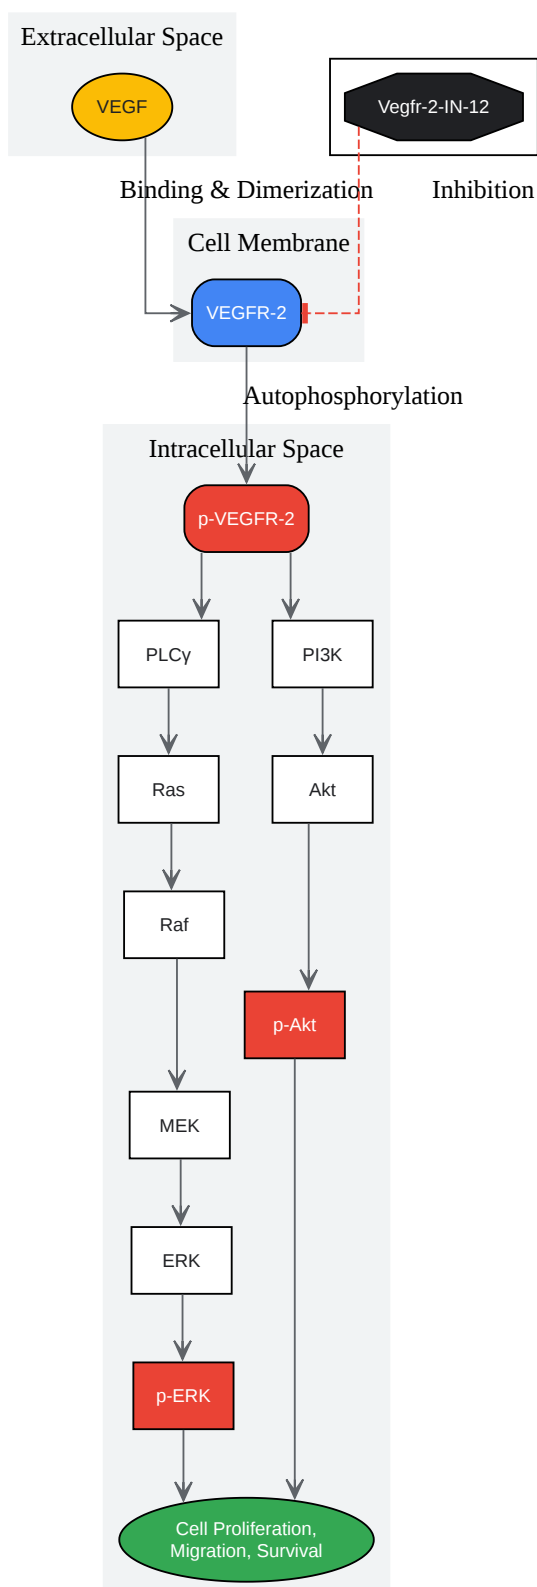 Extracellular Space
VEGF
Vegfr-2-IN-12
Binding & Dimerization
Inhibition
Cell Membrane
VEGFR-2
Autophosphorylation
Intracellular Space
p-VEGFR-2
PLCγ
PI3K
Ras
Akt
Raf
p-Akt
MEK
ERK
p-ERK
Cell Proliferation,
Migration, Survival